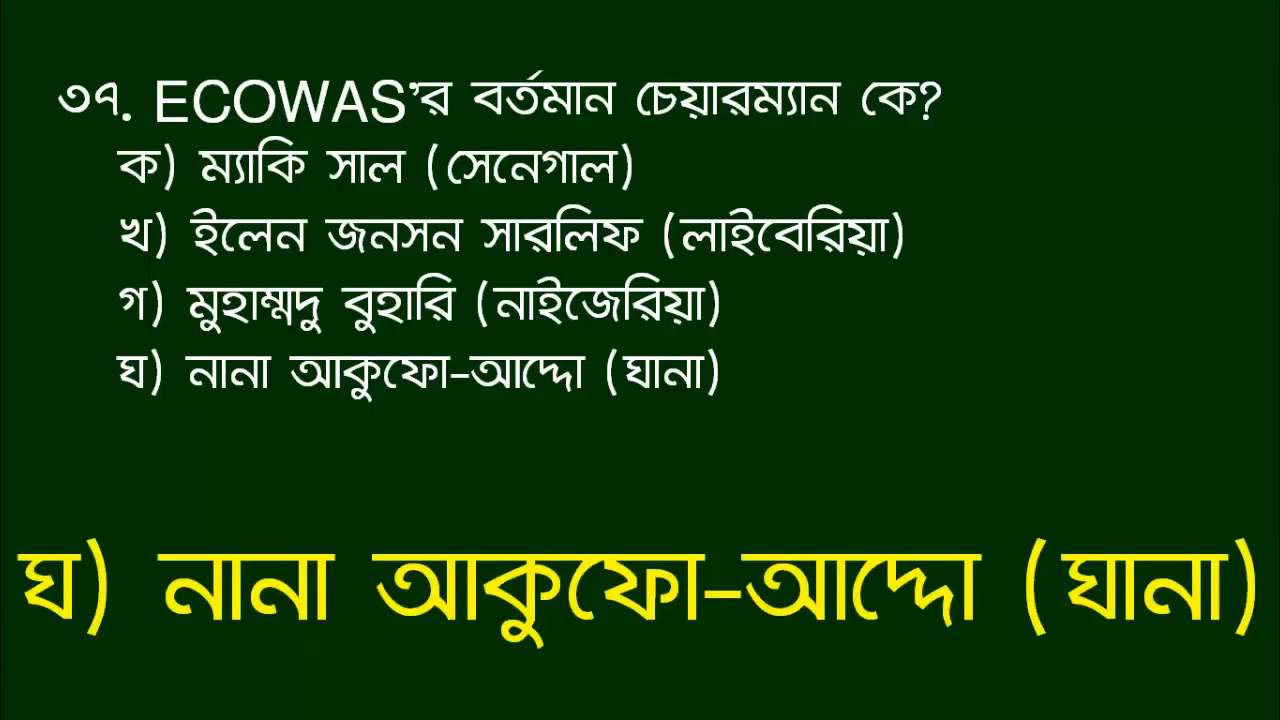 ৩৭. ECOWAS’র বর্তমান চেয়ারম্যান কে?
ক) ম্যাকি সাল (সেনেগাল)
খ) ইলেন জনসন সারলিফ (লাইবেরিয়া)
গ) মুহাম্মদু বুহারি (নাইজেরিয়া)
ঘ) নানা আকুফো-আদ্দো (ঘানা)
ঘ) নানা আকুফো-আদ্দো (ঘানা)